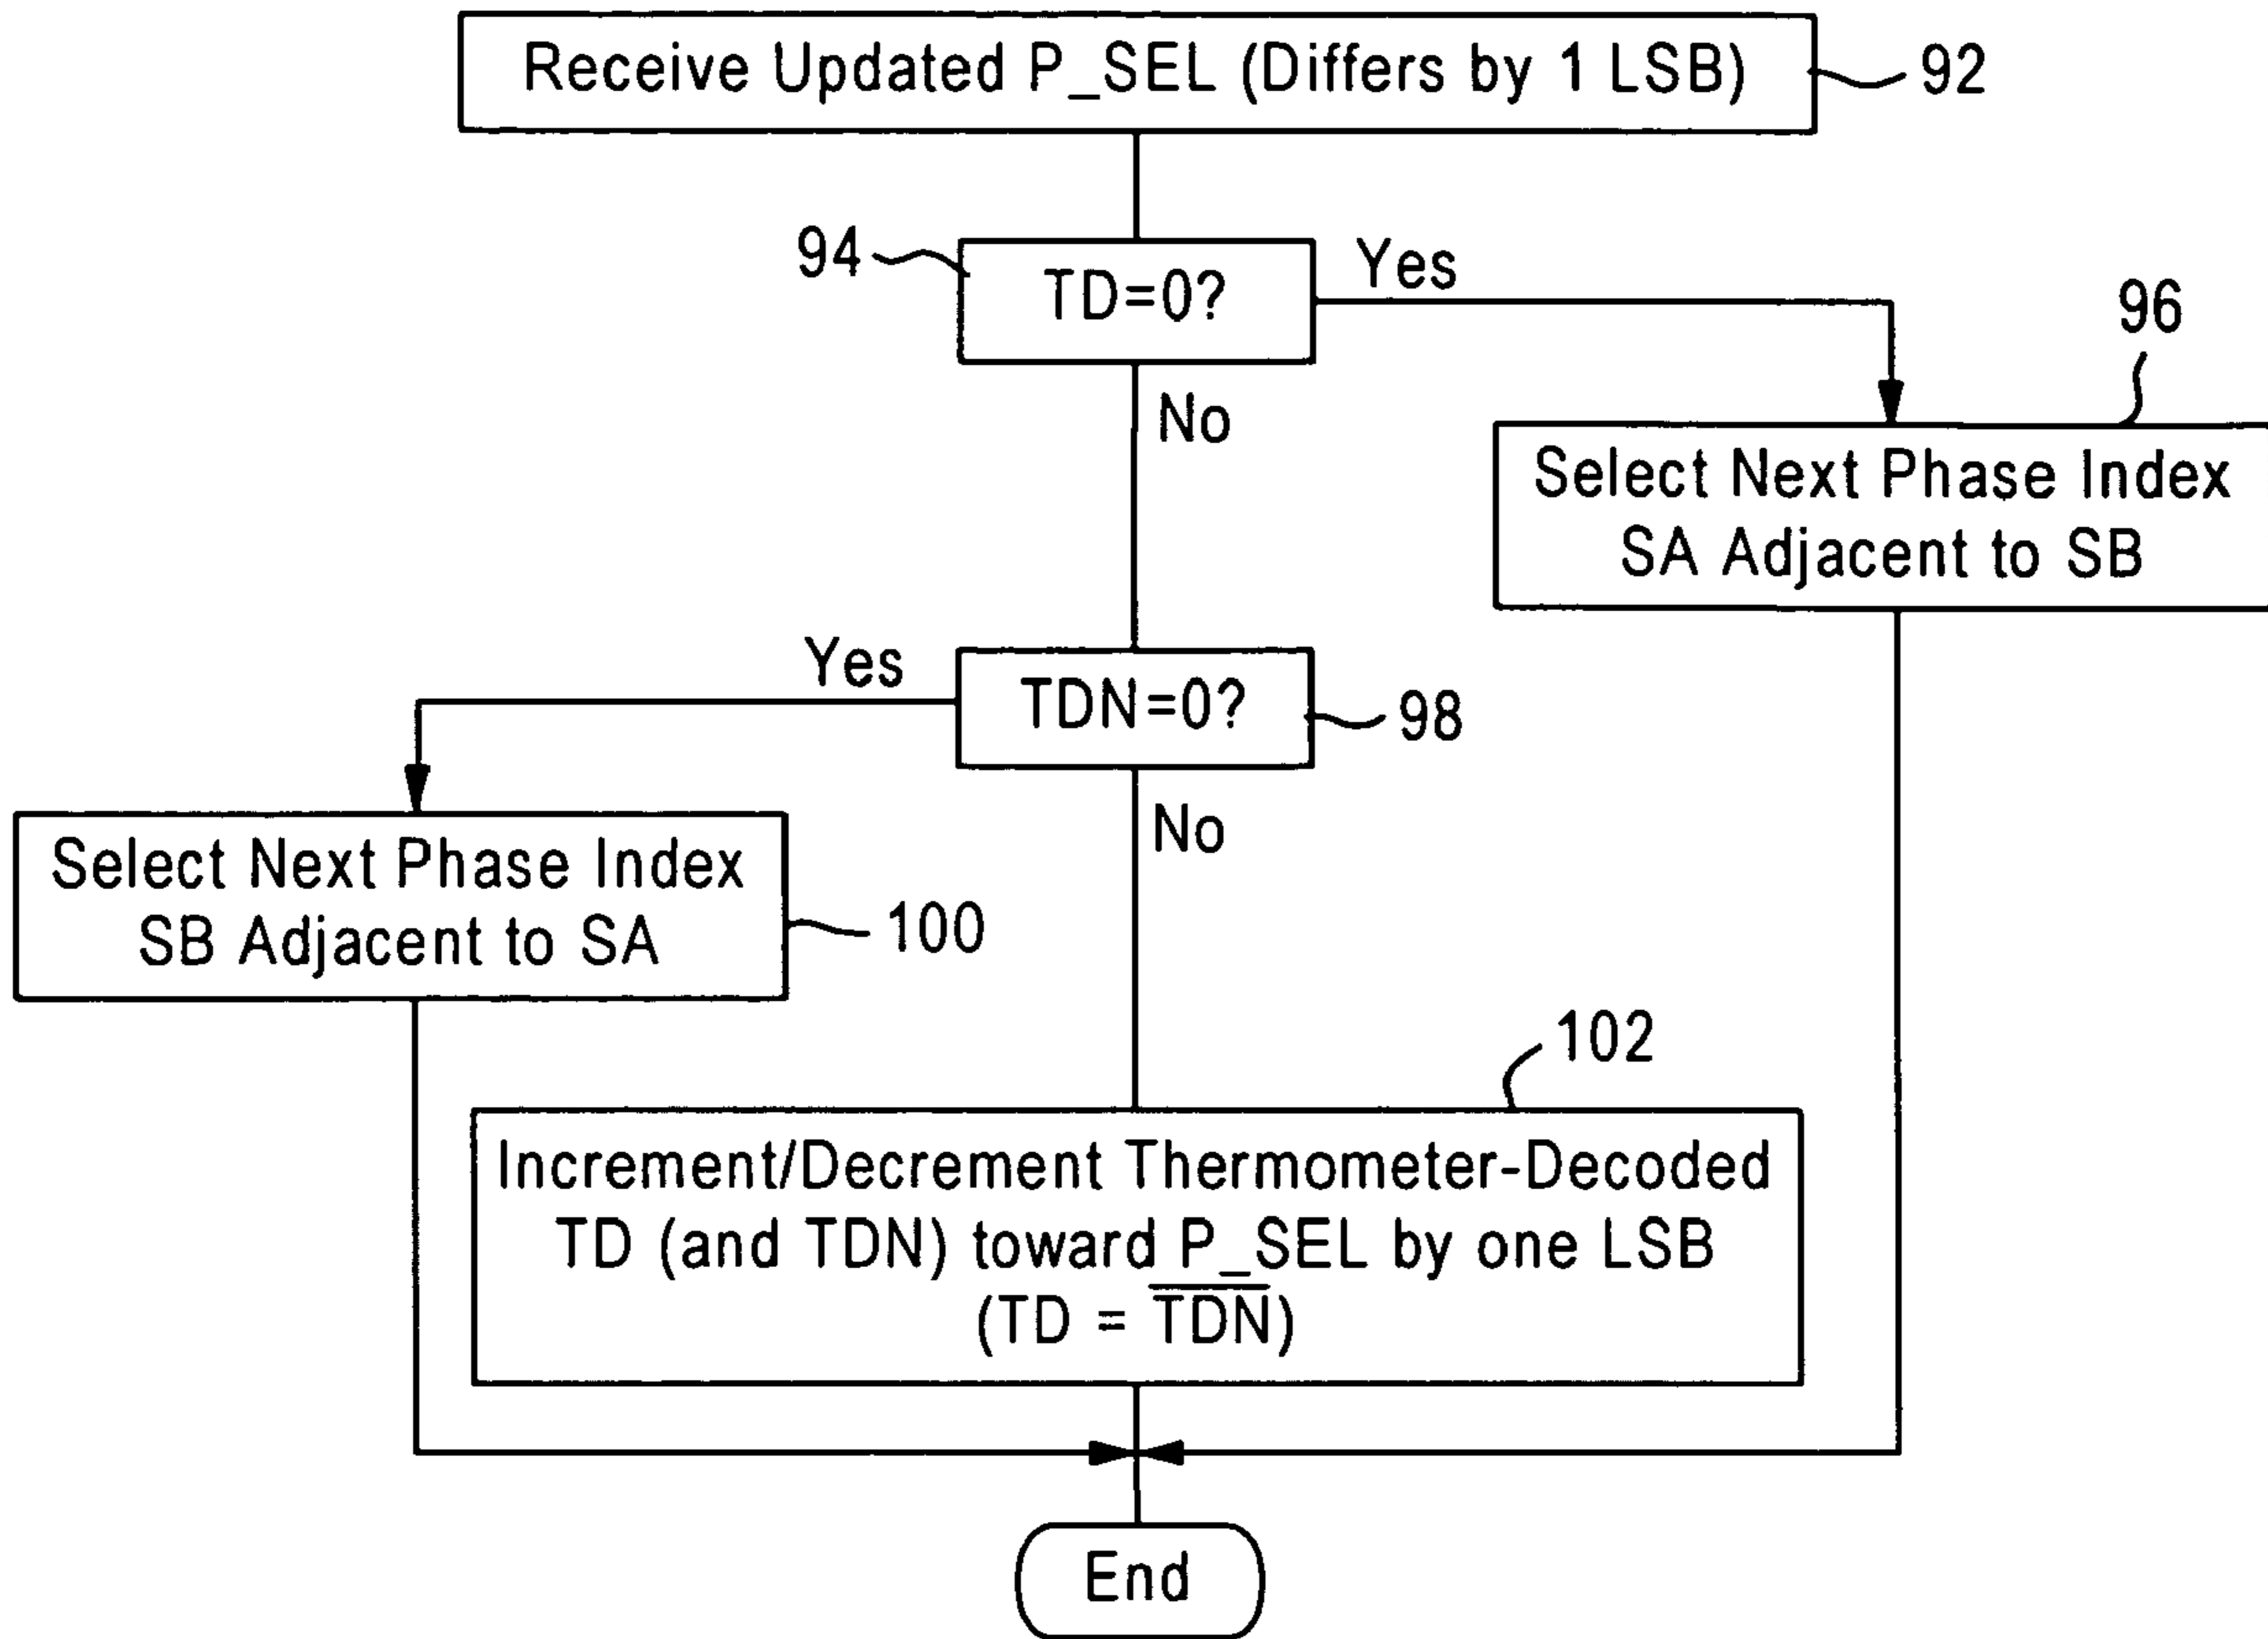 Receive Updated P_SEL (Differs by 1 LSB)
92
94
TD=0?
Yes
96
No
Select Next Phase Index
SA Adjacent to SB
Yes
TDN=0?
98
No
Select Next Phase Index
SB Adjacent to SA
100
102
Increment/Decrement Thermometer-Decoded
TD (and TDN) toward P_SEL by one LSB
(TD = T̅D̅N̅)
End